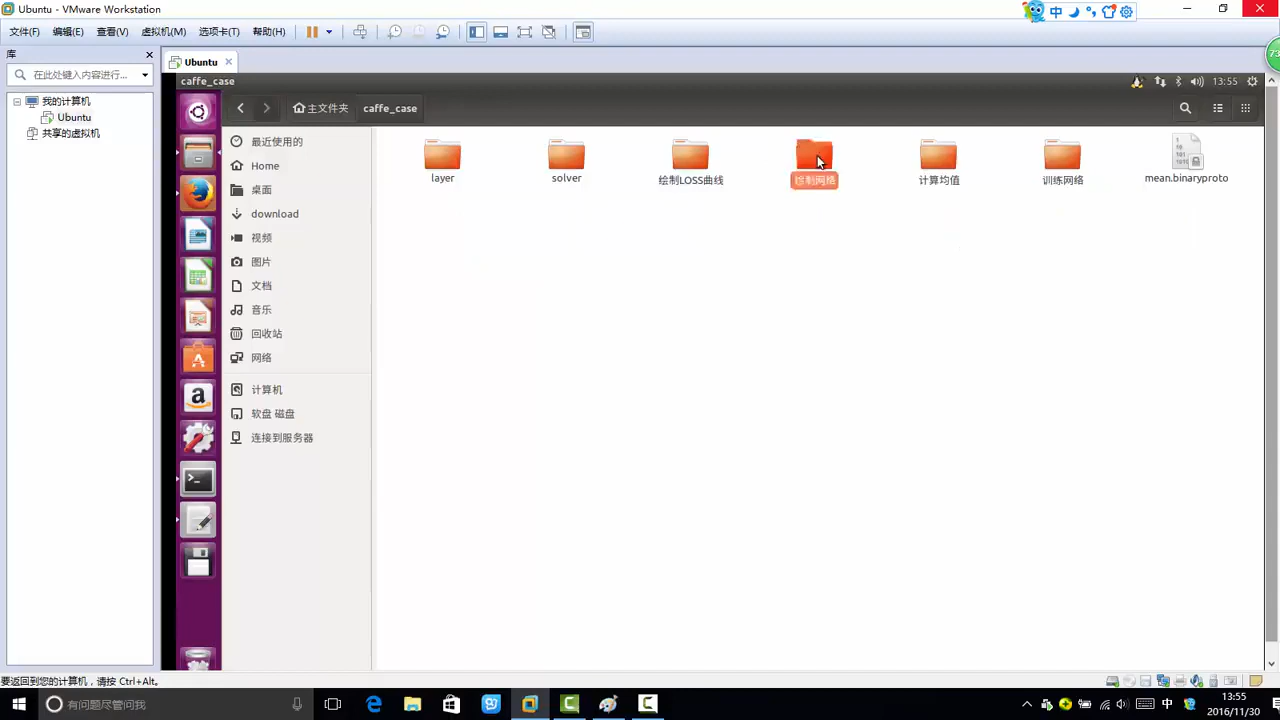 Ubuntu - VMware Workstation
中
文件(F) 编辑(E) 查看(V) 虚拟机(M) 选项卡(T) 帮助(H)
库
在此处键入内容进行...
我的计算机
Ubuntu
共享的虚拟机
Ubuntu
73
caffe_case
13:55
主文件夹 caffe_case
最近使用的
Home
桌面
download
视频
图片
文档
音乐
回收站
网络
计算机
软盘 磁盘
连接到服务器
layer
solver
绘制LOSS曲线
绘制网络
计算均值
训练网络
mean.binaryproto
要返回到您的计算机，请按 Ctrl+Alt。
有问题尽管问我
中
13:55
2016/11/30